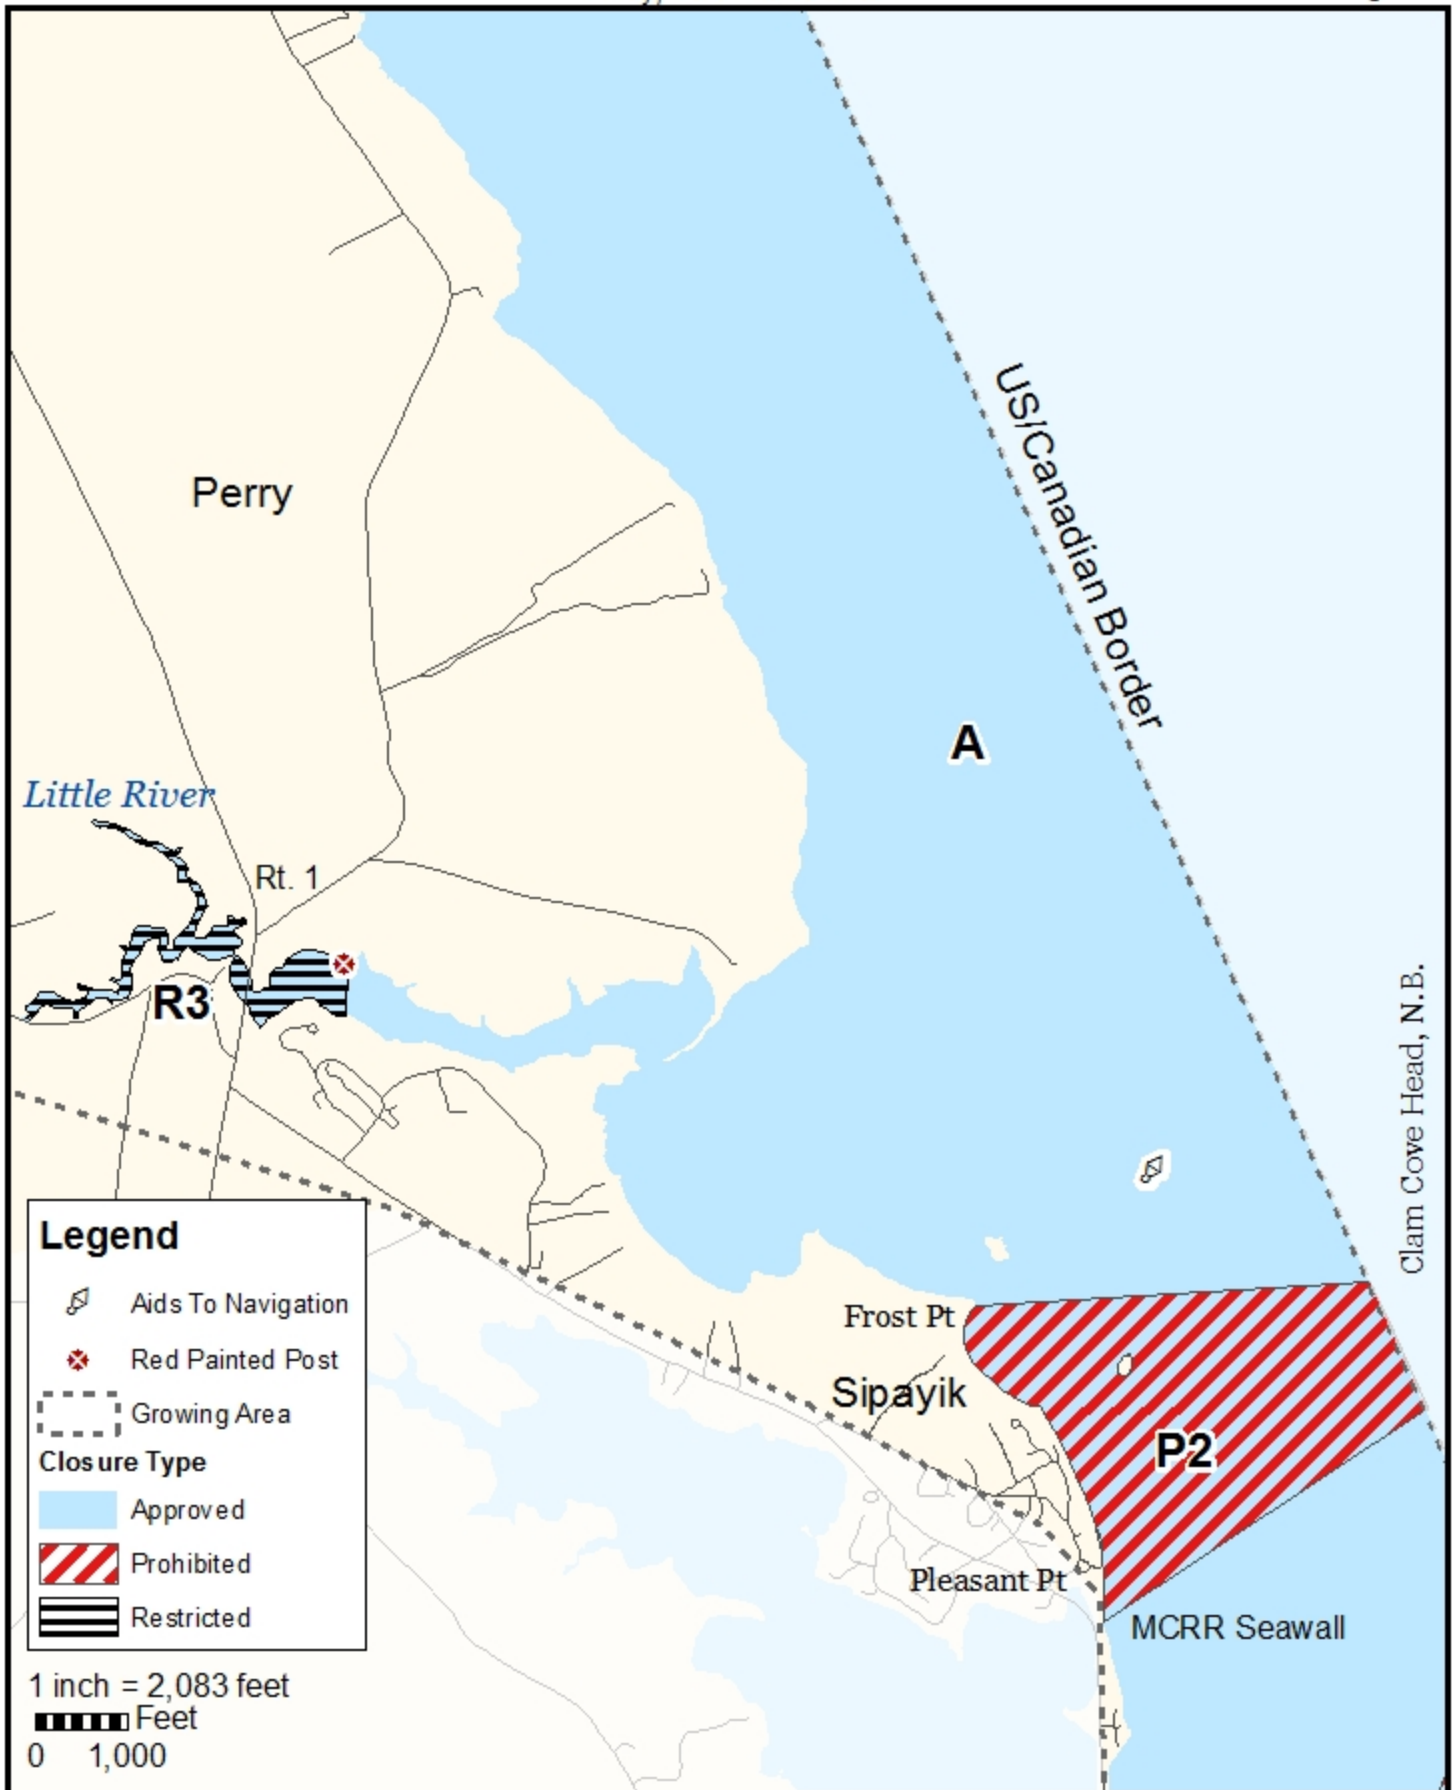 US/Canadian Border
Perry
A
Little River
Rt. 1
R3
Clam Cove Head, N.B.
Frost Pt
Sipayik
P2
Pleasant Pt
MCRR Seawall
Legend
Aids To Navigation
Red Painted Post
Growing Area
Closure Type
Approved
Prohibited
Restricted
1 inch = 2,083 feet
Feet
0 1,000